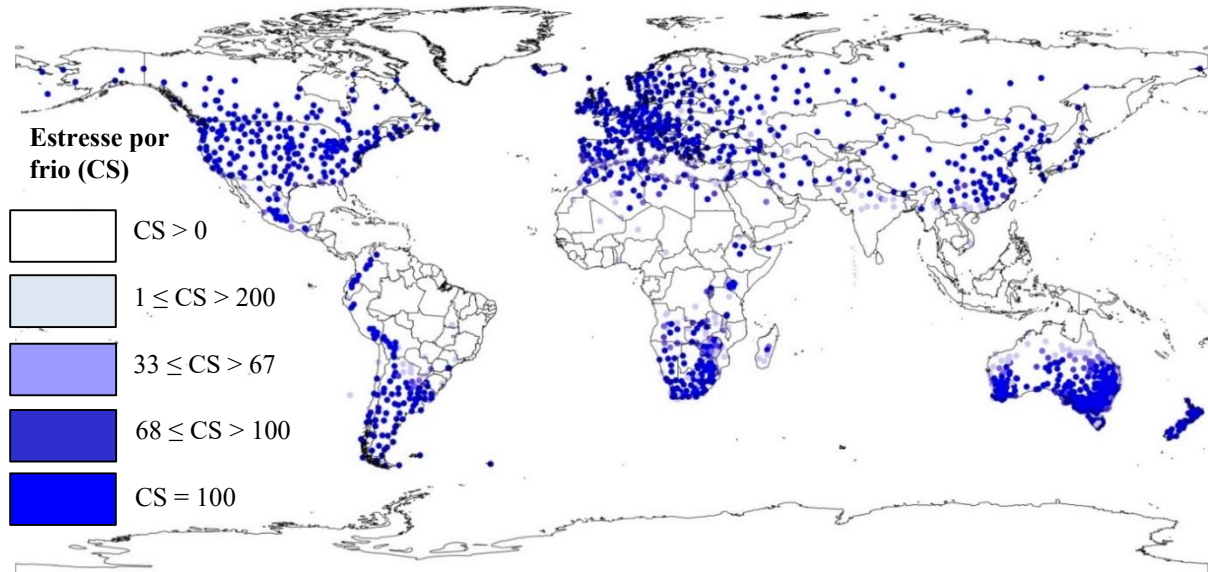 Estresse por
frio (CS)
CS > 0
1 ≤ CS > 200
33 ≤ CS > 67
68 ≤ CS > 100
CS = 100